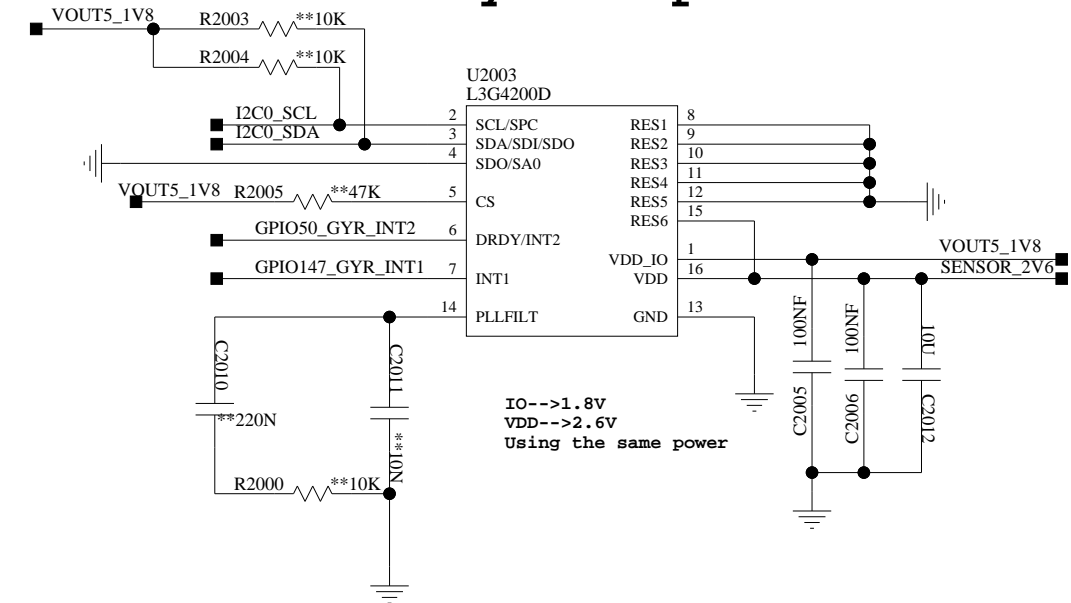 VOUT5_1V8
R2003 **10K
R2004 **10K
U2003
L3G4200D
I2C0_SCL 2 SCL/SPC RES1 8
I2C0_SDA 3 SDA/SDI/SDO RES2 9
4 SDO/SA0 RES3 10
RES4 11
VOUT5_1V8 R2005 **47K 5 CS RES5 12
RES6 15
GPIO50_GYR_INT2 6 DRDY/INT2
VDD_IO 1 VOUT5_1V8
GPIO147_GYR_INT1 7 INT1 VDD 16 SENSOR_2V6
14 PLLFILT GND 13
C2010
**220N
C2011
**10N
R2000 **10K
100NF
C2005
100NF
C2006
10U
C2012
IO-->1.8V
VDD-->2.6V
Using the same power